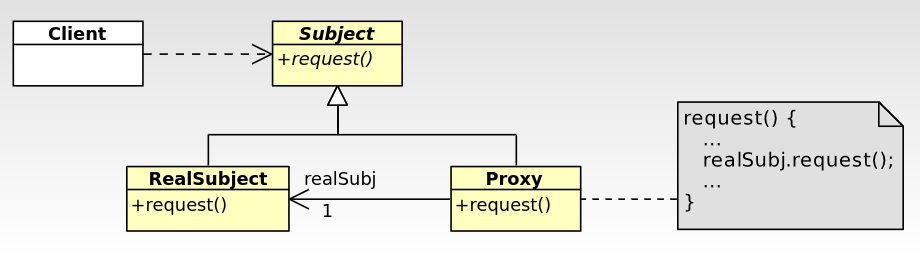 Client
Subject
+request()
request() {
...
realSubj.request();
...
}
RealSubject
+request()
realSubj
1
Proxy
+request()